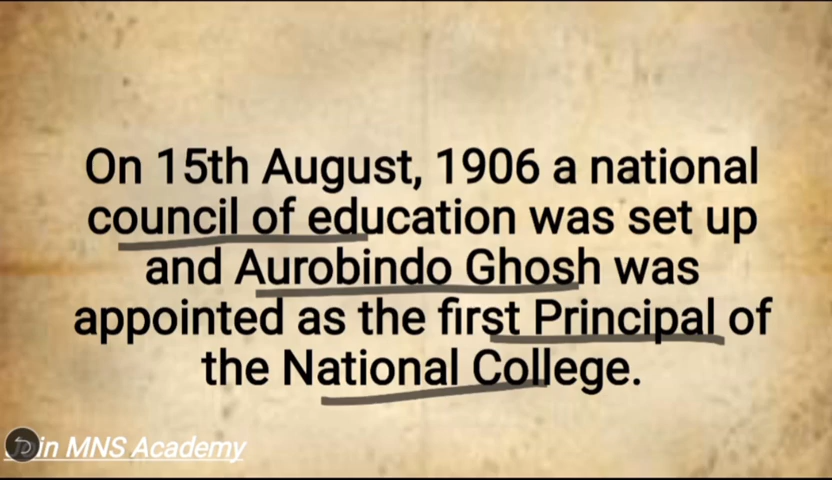 On 15th August, 1906 a national
council of education was set up
and Aurobindo Ghosh was
appointed as the first Principal of
the National College.
in MNS Academy